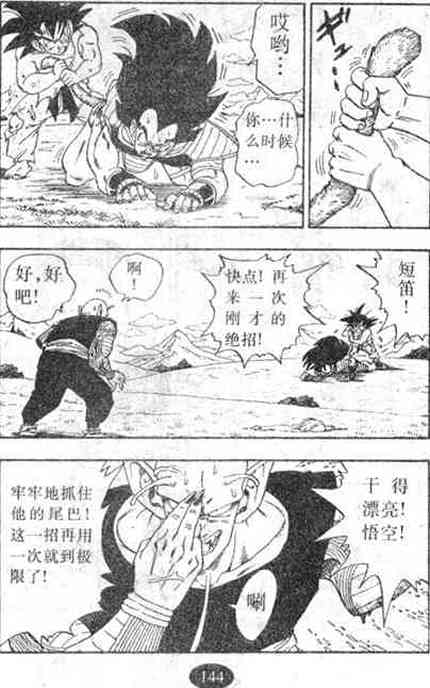 ギュ…
哎哟…
你…什
么时候
…
短笛!
快点!再
来一次
刚才的
绝招!
啊!
好,好
吧!
干得
漂亮!
悟空!
牢牢地抓住
他的尾巴!
这一招再用
一次就到极
限了!
唰
144